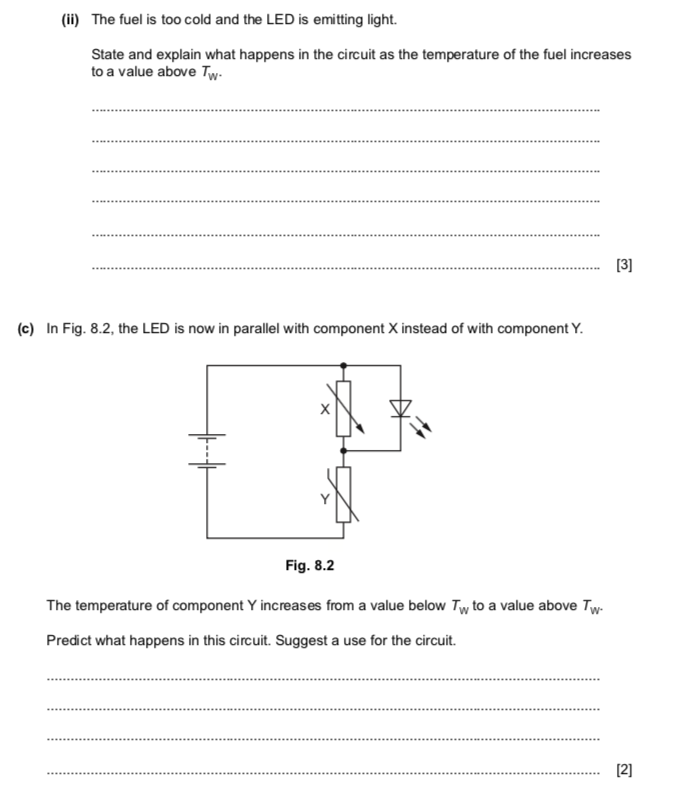 (ii) The fuel is too cold and the LED is emitting light.
State and explain what happens in the circuit as the temperature of the fuel increases
to a value above TW.
[3]
(c) In Fig. 8.2, the LED is now in parallel with component X instead of with component Y.
X
Y
Fig. 8.2
The temperature of component Y increases from a value below TW to a value above TW.
Predict what happens in this circuit. Suggest a use for the circuit.
[2]